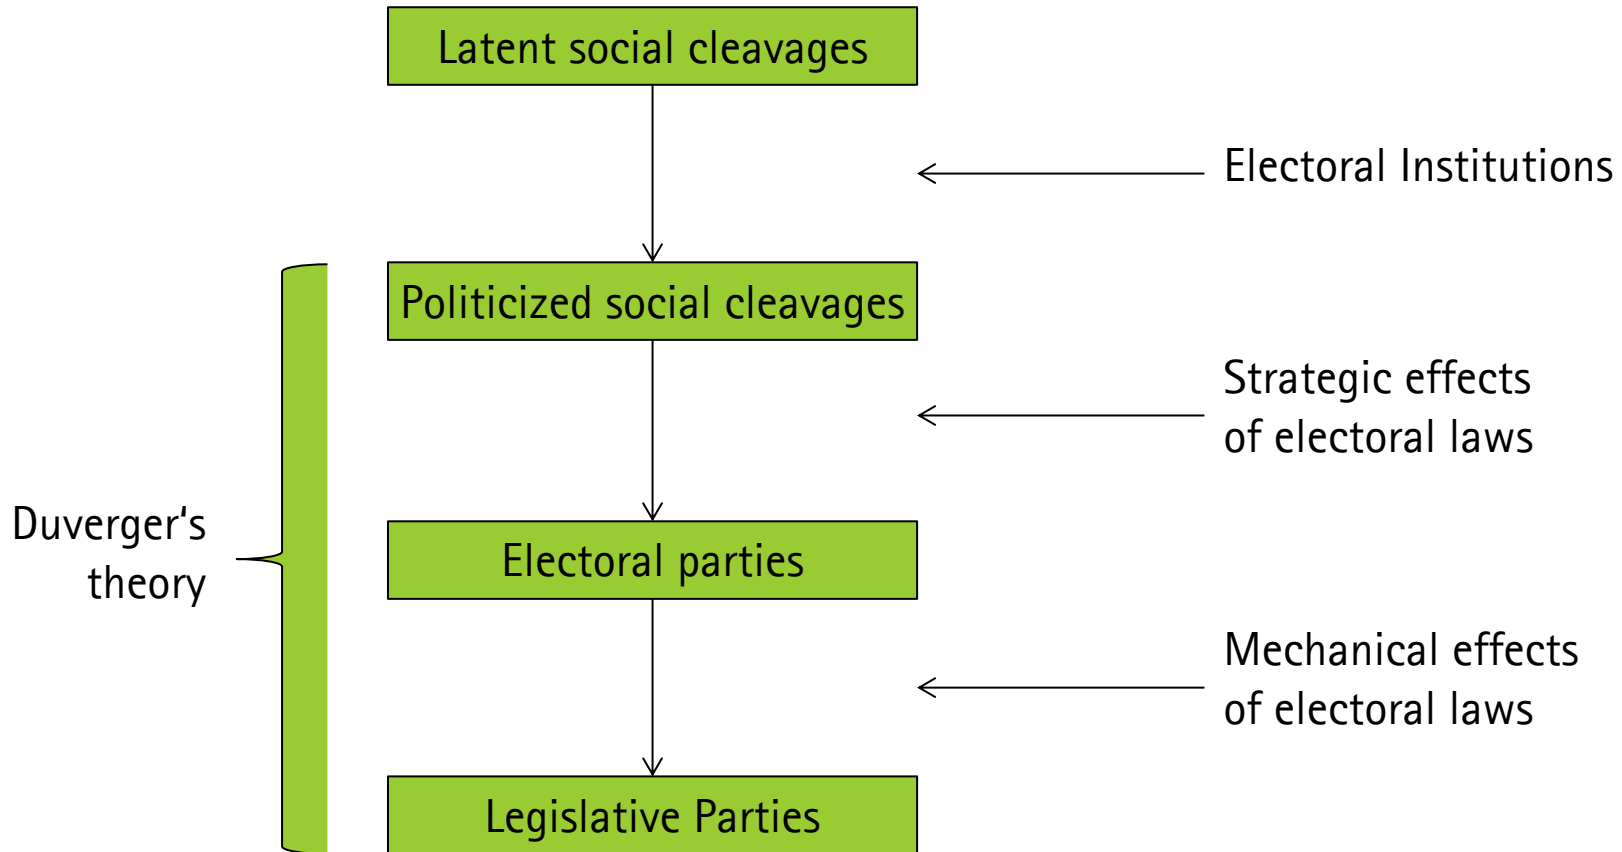 Latent social cleavages
Electoral Institutions
Politicized social cleavages
Strategic effects
of electoral laws
Duverger‘s
theory
Electoral parties
Mechanical effects
of electoral laws
Legislative Parties